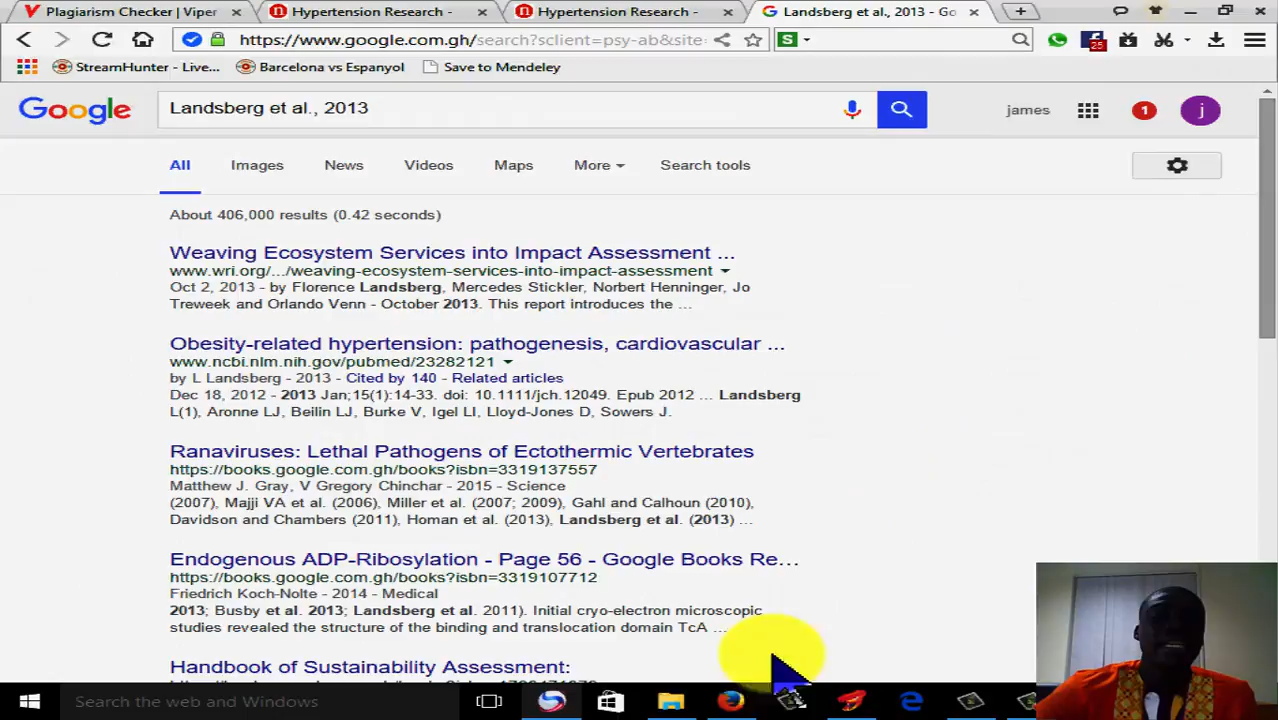 Plagiarism Checker | Viper
Hypertension Research -
Hypertension Research -
Landsberg et al., 2013 - Go
https://www.google.com.gh/search?sclient=psy-ab&site=
S
25
StreamHunter - Live...
Barcelona vs Espanyol
Save to Mendeley
Google
Landsberg et al., 2013
james
1
j
All
Images
News
Videos
Maps
More
Search tools
About 406,000 results (0.42 seconds)
Weaving Ecosystem Services into Impact Assessment ...
www.wri.org/.../weaving-ecosystem-services-into-impact-assessment
Oct 2, 2013 - by Florence Landsberg, Mercedes Stickler, Norbert Henninger, Jo
Treweek and Orlando Venn - October 2013. This report introduces the ...
Obesity-related hypertension: pathogenesis, cardiovascular ...
www.ncbi.nlm.nih.gov/pubmed/23282121
by L Landsberg - 2013 - Cited by 140 - Related articles
Dec 18, 2012 - 2013 Jan;15(1):14-33. doi: 10.1111/jch.12049. Epub 2012 ... Landsberg
L(1), Aronne LJ, Beilin LJ, Burke V, Igel LI, Lloyd-Jones D, Sowers J.
Ranaviruses: Lethal Pathogens of Ectothermic Vertebrates
https://books.google.com.gh/books?isbn=3319137557
Matthew J. Gray, V Gregory Chinchar - 2015 - Science
(2007), Majji VA et al. (2006), Miller et al. (2007; 2009), Gahl and Calhoun (2010),
Davidson and Chambers (2011), Homan et al. (2013), Landsberg et al. (2013) ...
Endogenous ADP-Ribosylation - Page 56 - Google Books Re...
https://books.google.com.gh/books?isbn=3319107712
Friedrich Koch-Nolte - 2014 - Medical
2013; Busby et al. 2013; Landsberg et al. 2011). Initial cryo-electron microscopic
studies revealed the structure of the binding and translocation domain TcA ...
Handbook of Sustainability Assessment:
Search the web and Windows